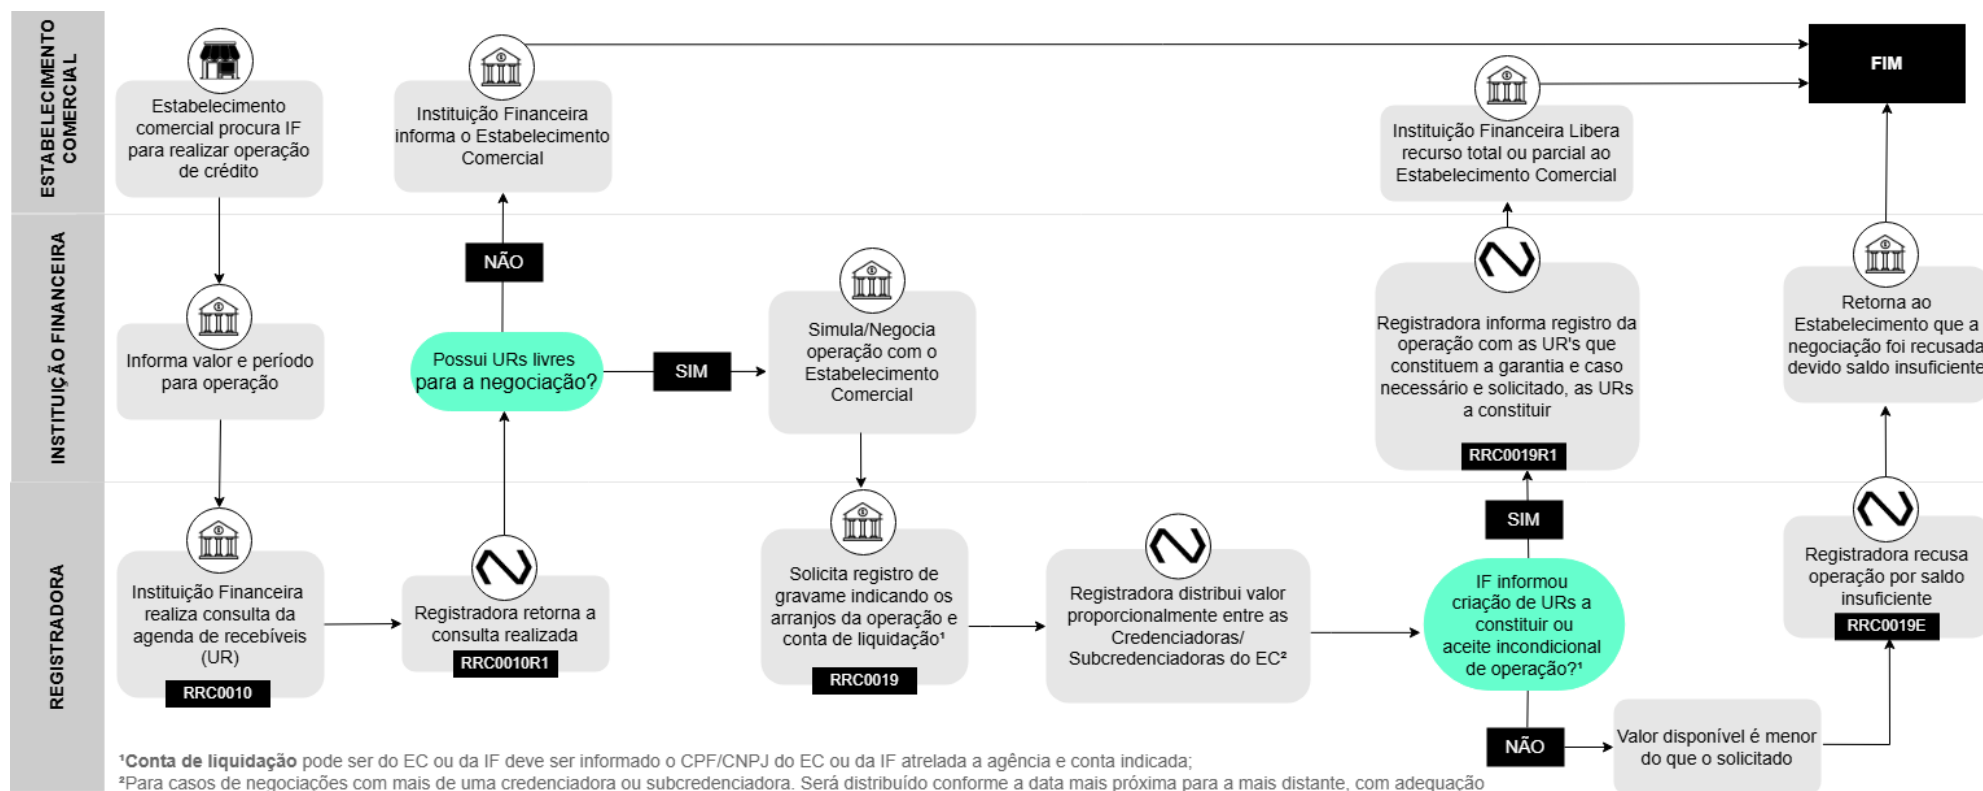 ESTABELECIMENTO
COMERCIAL
Estabelecimento
comercial procura IF
para realizar operação
de crédito
Instituição Financeira
informa o Estabelecimento
Comercial
Instituição Financeira Libera
recurso total ou parcial ao
Estabelecimento Comercial
FIM
INSTITUIÇÃO FINANCEIRA
Informa valor e período
para operação
NÃO
Possui URs livres
para a negociação?
SIM
Simula/Negocia
operação com o
Estabelecimento
Comercial
Registradora informa registro da
operação com as UR's que
constituem a garantia e caso
necessário e solicitado, as URs
a constituir
RRC0019R1
Retorna ao
Estabelecimento que a
negociação foi recusada
devido saldo insuficiente
REGISTRADORA
Instituição Financeira
realiza consulta da
agenda de recebíveis
(UR)
RRC0010
Registradora retorna a
consulta realizada
RRC0010R1
Solicita registro de
gravame indicando os
arranjos da operação e
conta de liquidação¹
RRC0019
Registradora distribui valor
proporcionalmente entre as
Credenciadoras/
Subcredenciadoras do EC²
SIM
IF informou
criação de URs a
constituir ou
aceite incondicional
de operação?¹
NÃO
Valor disponível é menor
do que o solicitado
Registradora recusa
operação por saldo
insuficiente
RRC0019E
¹Conta de liquidação pode ser do EC ou da IF deve ser informado o CPF/CNPJ do EC ou da IF atrelada a agência e conta indicada;
²Para casos de negociações com mais de uma credenciadora ou subcredenciadora. Será distribuído conforme a data mais próxima para a mais distante, com adequação